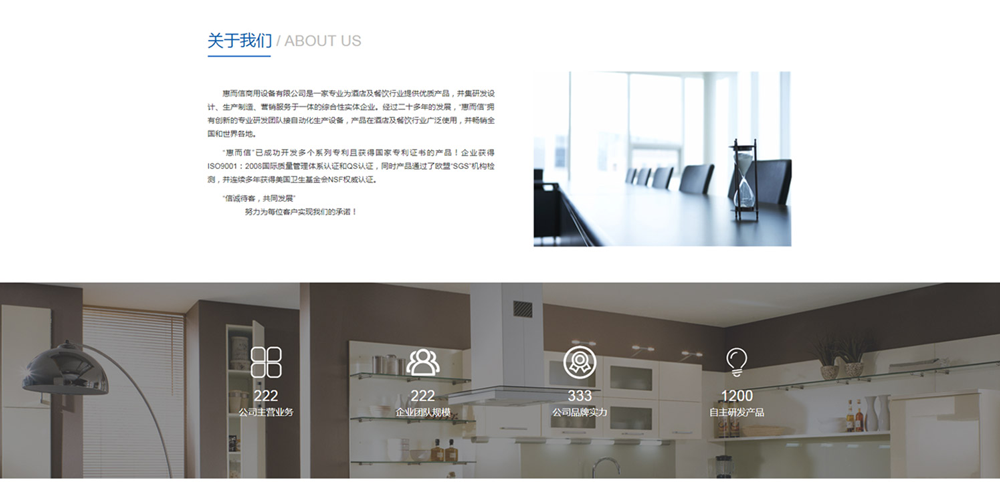 关于我们 / ABOUT US
惠而信商用设备有限公司是一家专业为酒店及餐饮行业提供优质产品，并集研发设
计、生产制造、营销服务于一体的综合性实体企业。经过二十多年的发展，“惠而信”拥
有创新的专业研发团队接自动化生产设备，产品在酒店及餐饮行业广泛使用，并畅销全
国和世界各地。
“惠而信”已成功开发多个系列专利且获得国家专利证书的产品！企业获得
ISO9001：2008国际质量管理体系认证和QS认证，同时产品通过了欧盟“SGS”机构检
测，并连续多年获得美国卫生基金会NSF权威认证。
“信诚待客，共同发展”
努力为每位客户实现我们的承诺！
222
222
333
1200
公司主营业务
企业团队规模
公司品牌实力
自主研发产品